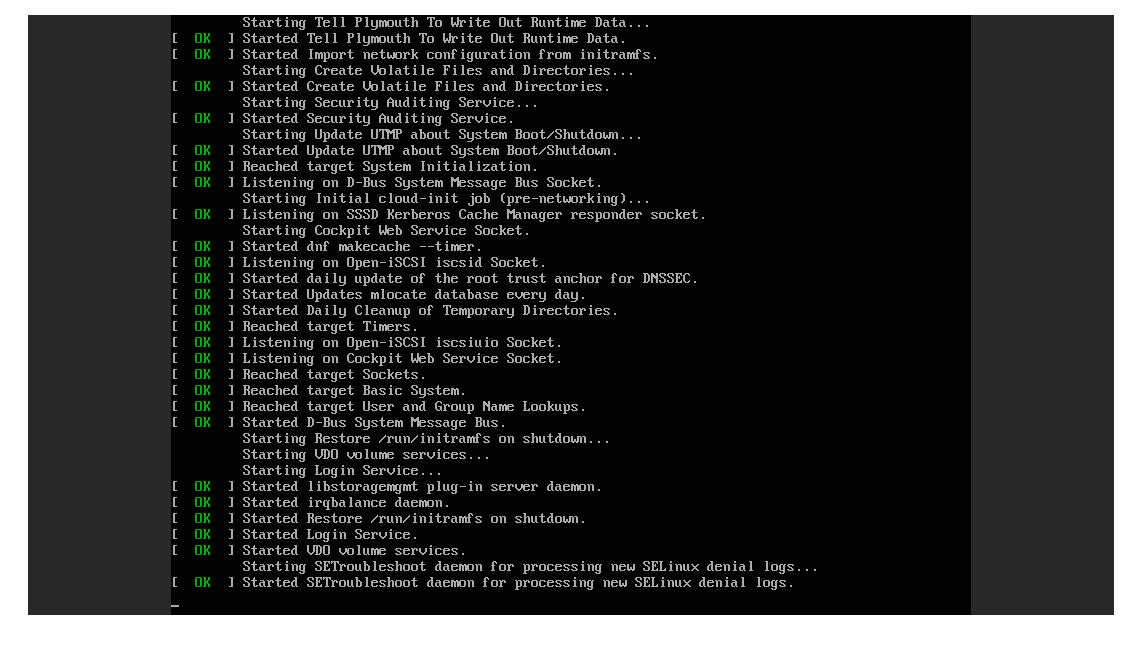 Starting Tell Plymouth To Write Out Runtime Data...
[  OK  ] Started Tell Plymouth To Write Out Runtime Data.
[  OK  ] Started Import network configuration from initramfs.
Starting Create Volatile Files and Directories...
[  OK  ] Started Create Volatile Files and Directories.
Starting Security Auditing Service...
[  OK  ] Started Security Auditing Service.
Starting Update UTMP about System Boot/Shutdown...
[  OK  ] Started Update UTMP about System Boot/Shutdown.
[  OK  ] Reached target System Initialization.
[  OK  ] Listening on D-Bus System Message Bus Socket.
Starting Initial cloud-init job (pre-networking)...
[  OK  ] Listening on SSSD Kerberos Cache Manager responder socket.
Starting Cockpit Web Service Socket.
[  OK  ] Started dnf makecache --timer.
[  OK  ] Listening on Open-iSCSI iscsid Socket.
[  OK  ] Started daily update of the root trust anchor for DNSSEC.
[  OK  ] Started Updates mlocate database every day.
[  OK  ] Started Daily Cleanup of Temporary Directories.
[  OK  ] Reached target Timers.
[  OK  ] Listening on Open-iSCSI iscsiuio Socket.
[  OK  ] Listening on Cockpit Web Service Socket.
[  OK  ] Reached target Sockets.
[  OK  ] Reached target Basic System.
[  OK  ] Reached target User and Group Name Lookups.
[  OK  ] Started D-Bus System Message Bus.
Starting Restore /run/initramfs on shutdown...
Starting VDO volume services...
Starting Login Service...
[  OK  ] Started libstoragemgmt plug-in server daemon.
[  OK  ] Started irqbalance daemon.
[  OK  ] Started Restore /run/initramfs on shutdown.
[  OK  ] Started Login Service.
[  OK  ] Started VDO volume services.
Starting SETroubleshoot daemon for processing new SELinux denial logs...
[  OK  ] Started SETroubleshoot daemon for processing new SELinux denial logs.